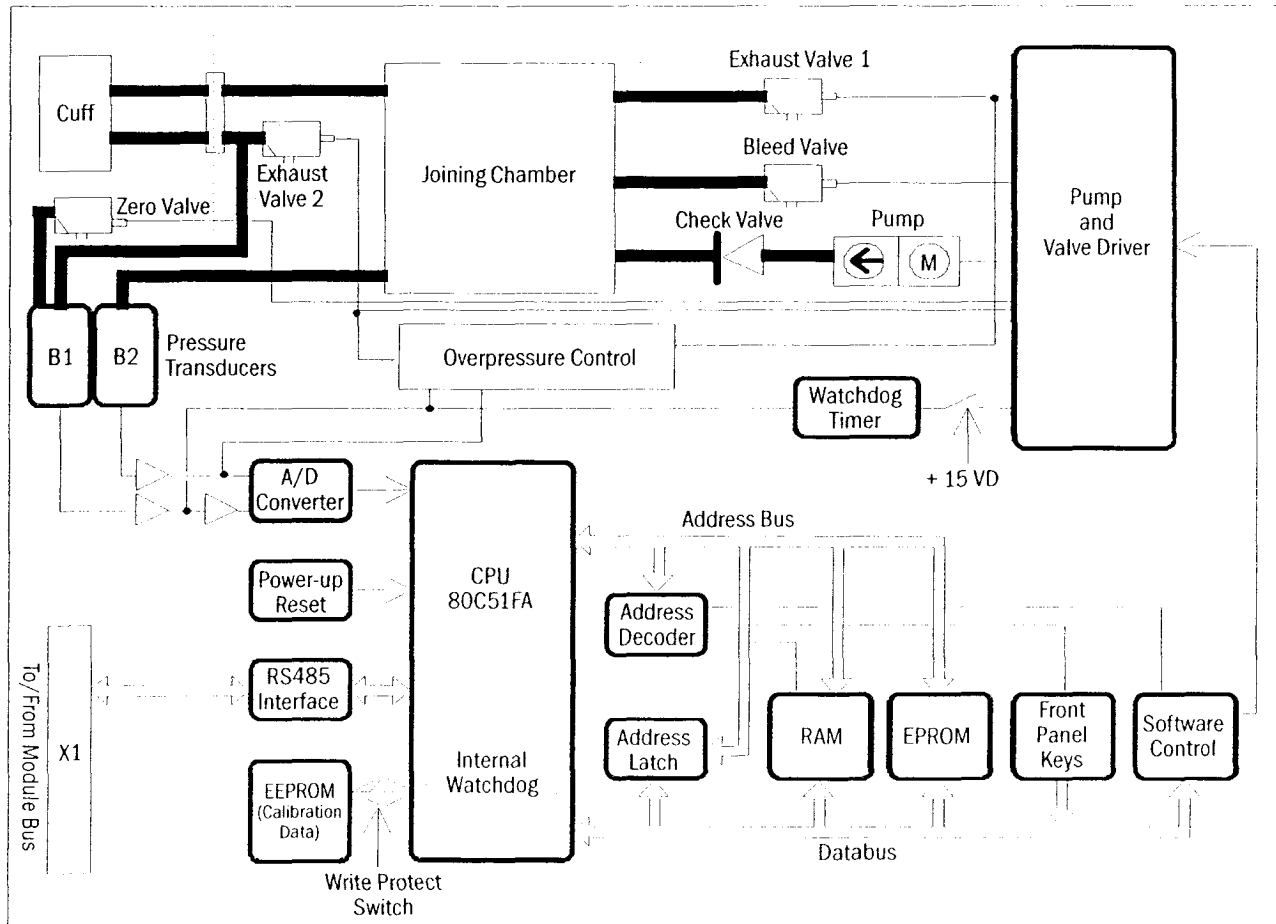 Exhaust Valve 1
Cuff
Bleed Valve
Exhaust
Valve 2
Joining Chamber
Zero Valve
Check Valve
Pump
M
Pump
and
Valve Driver
B1
B2
Pressure
Transducers
Overpressure Control
Watchdog
Timer
+ 15 VD
A/D
Converter
Address Bus
Power-up
Reset
CPU
80C51FA
Address
Decoder
To/From Module Bus
X1
RS485
Interface
Address
Latch
RAM
EPROM
Front
Panel
Keys
Software
Control
Internal
Watchdog
EEPROM
(Calibration
Data)
Databus
Write Protect
Switch